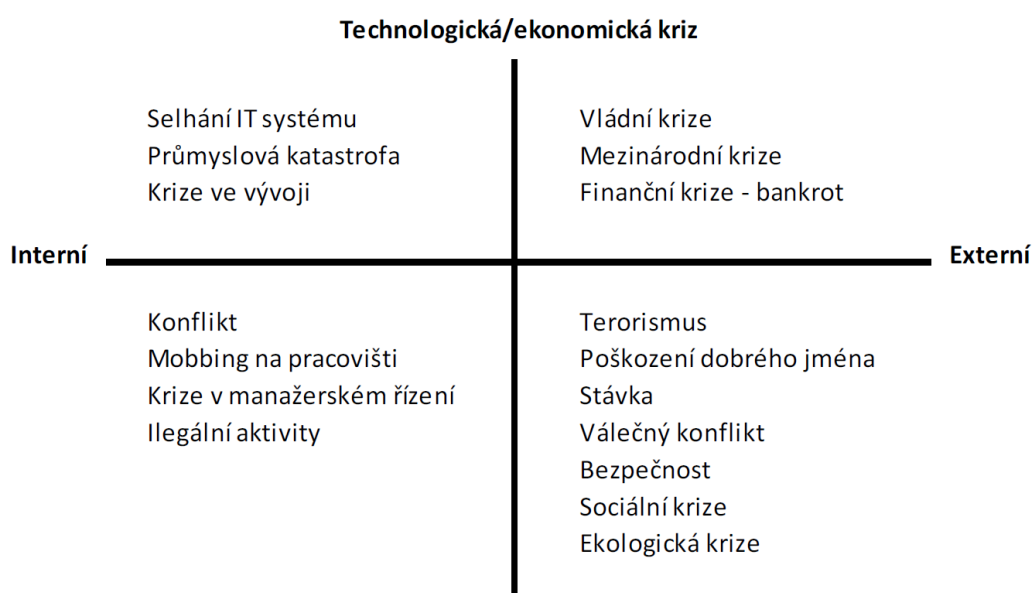 Technologická/ekonomická kriz
Selhání IT systému
Průmyslová katastrofa
Krize ve vývoji
Vládní krize
Mezinárodní krize
Finanční krize - bankrot
Interní
Externí
Konflikt
Mobbing na pracovišti
Krize v manažerském řízení
Ilegální aktivity
Terorismus
Poškození dobrého jména
Stávka
Válečný konflikt
Bezpečnost
Sociální krize
Ekologická krize